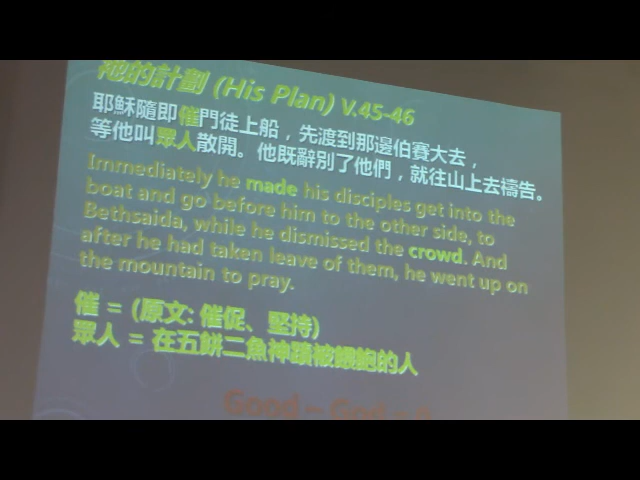 祂的計劃 (His Plan) V.45-46
耶穌隨即催門徒上船，先渡到那邊伯賽大去，
等他叫眾人散開。他既辭別了他們，就往山上去禱告。
Immediately he made his disciples get into the
boat and go before him to the other side, to
Bethsaida, while he dismissed the crowd. And
after he had taken leave of them, he went up on
the mountain to pray.
催 = (原文: 催促、堅持)
眾人 = 在五餅二魚神蹟被餵飽的人
Good – God =